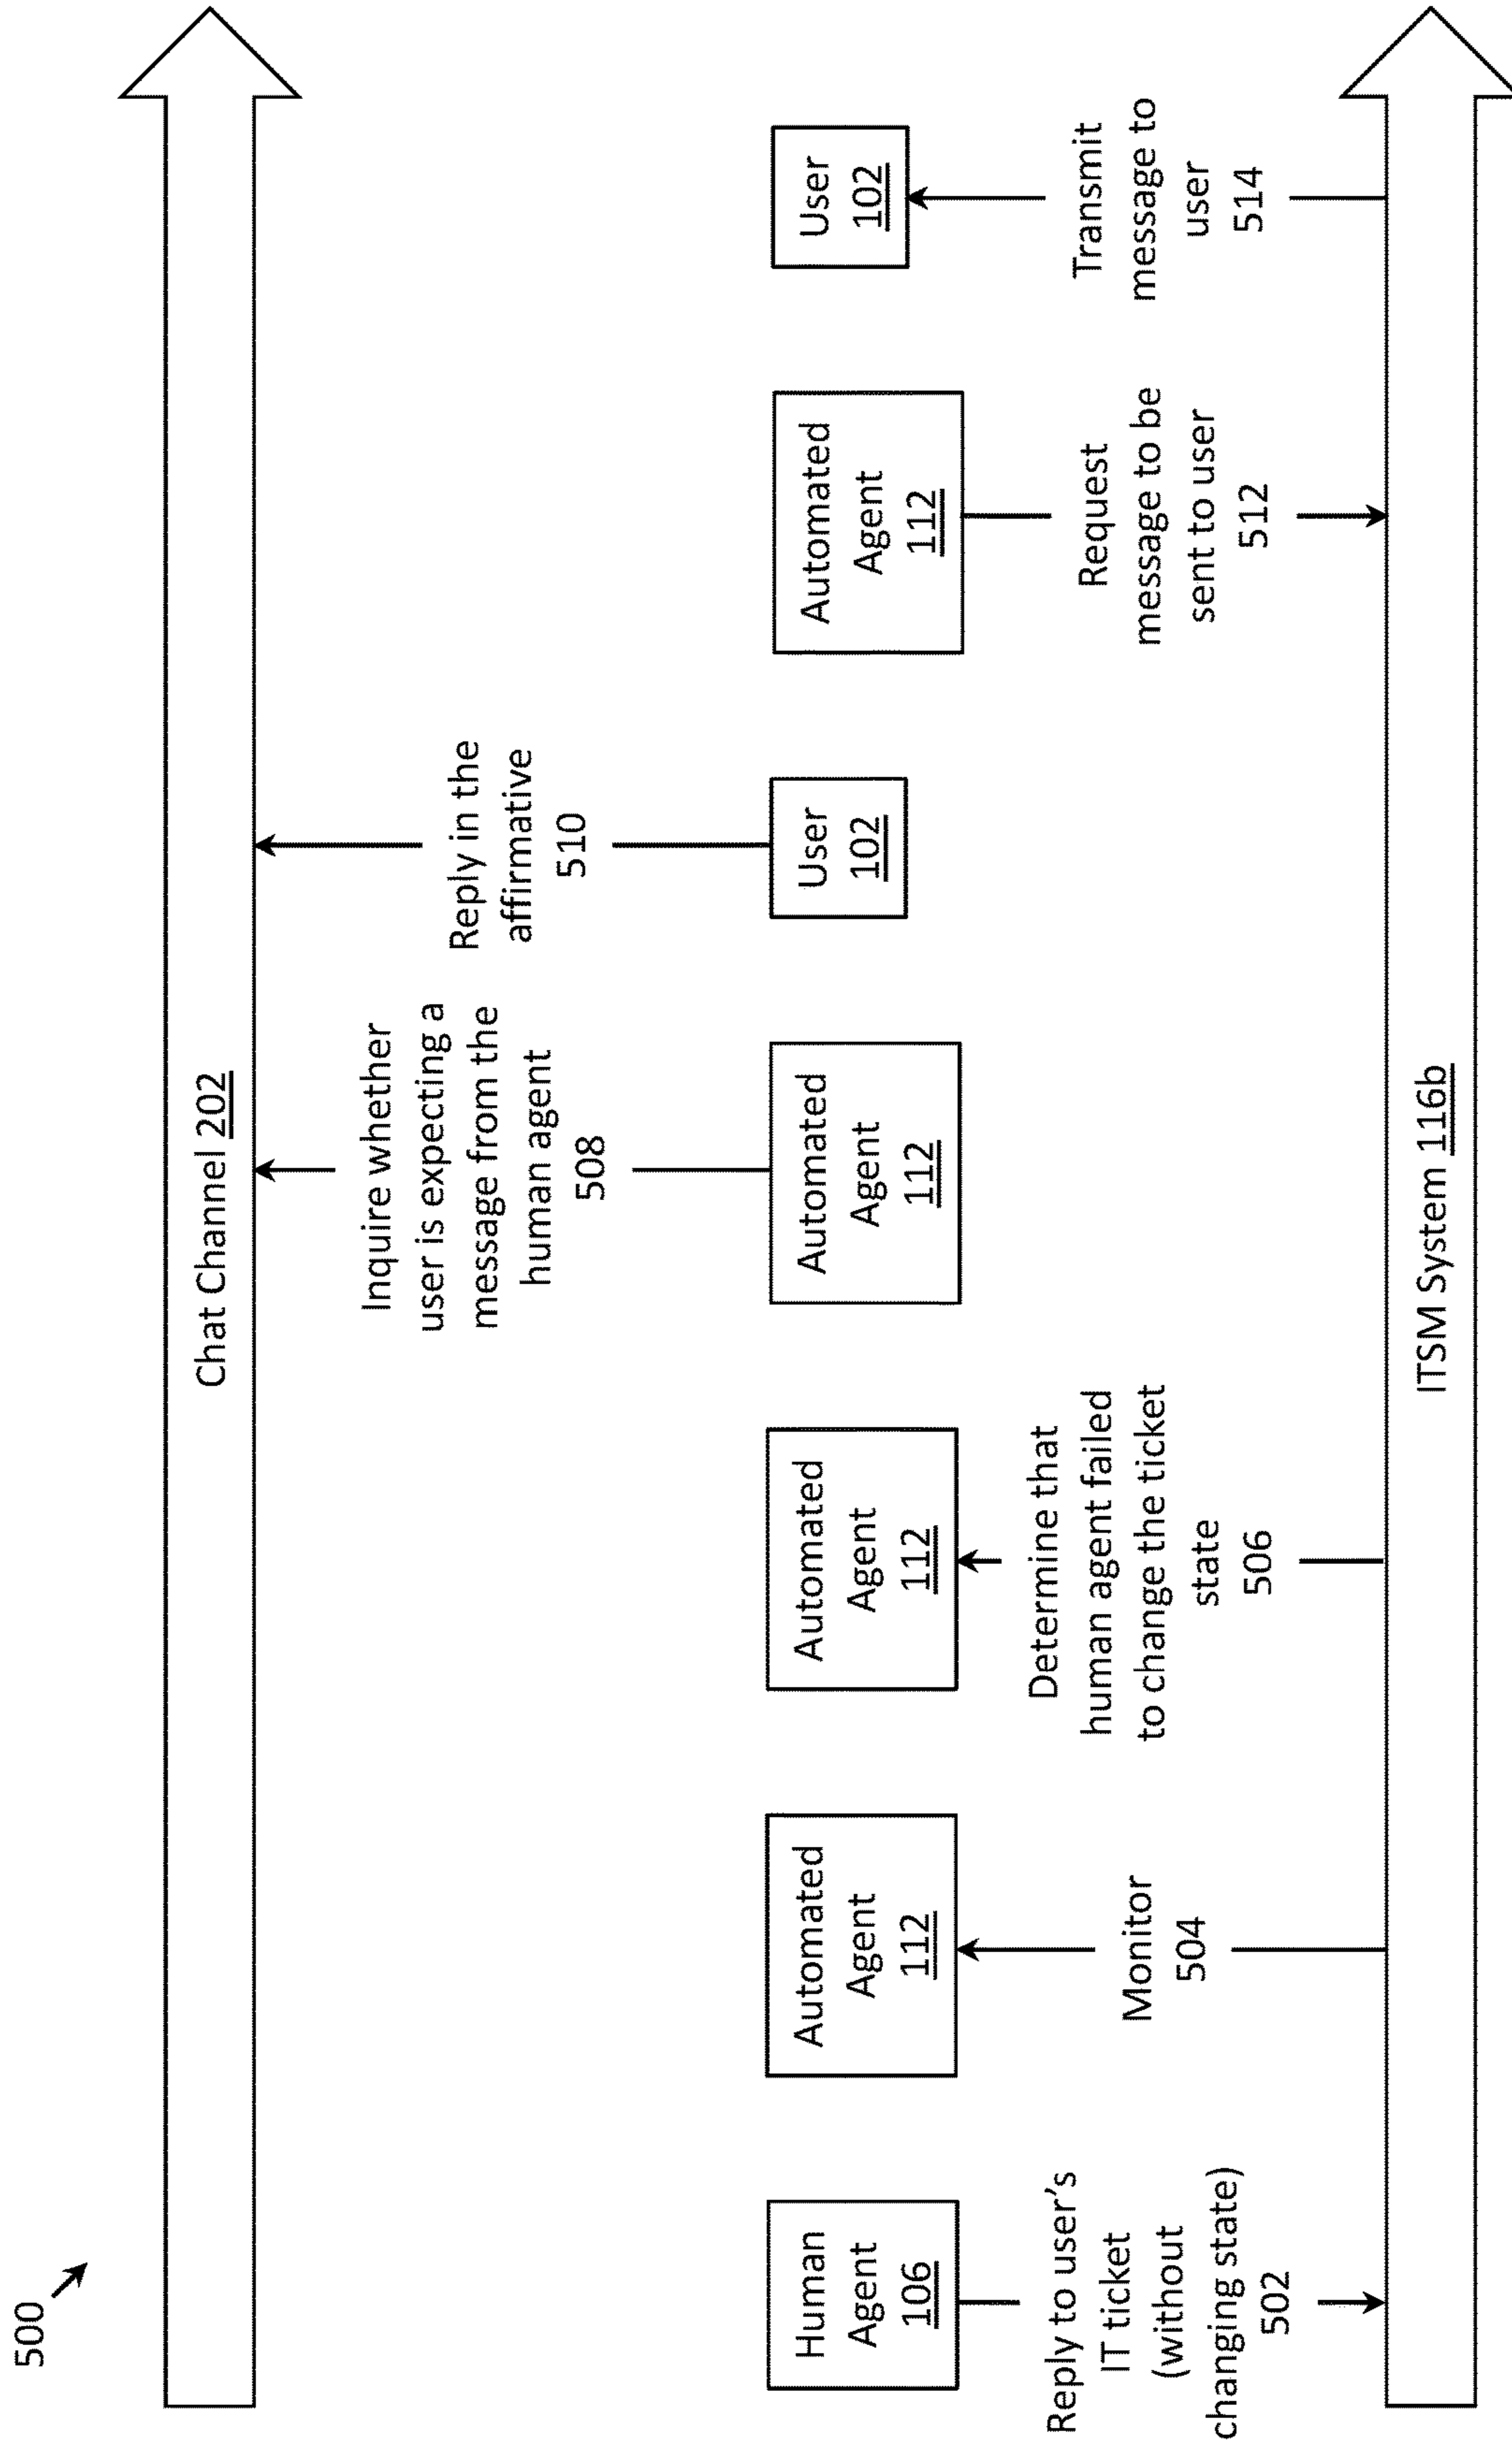 500
Chat Channel 202
Inquire whether
user is expecting a
message from the
human agent
508
Reply in the
affirmative
510
Human
Agent
106
Automated
Agent
112
Automated
Agent
112
Automated
Agent
112
User
102
Automated
Agent
112
User
102
Reply to user's
IT ticket
(without
changing state)
502
Monitor
504
Determine that
human agent failed
to change the ticket
state
506
Request
message to be
sent to user
512
Transmit
message to
user
514
ITSM System 116b